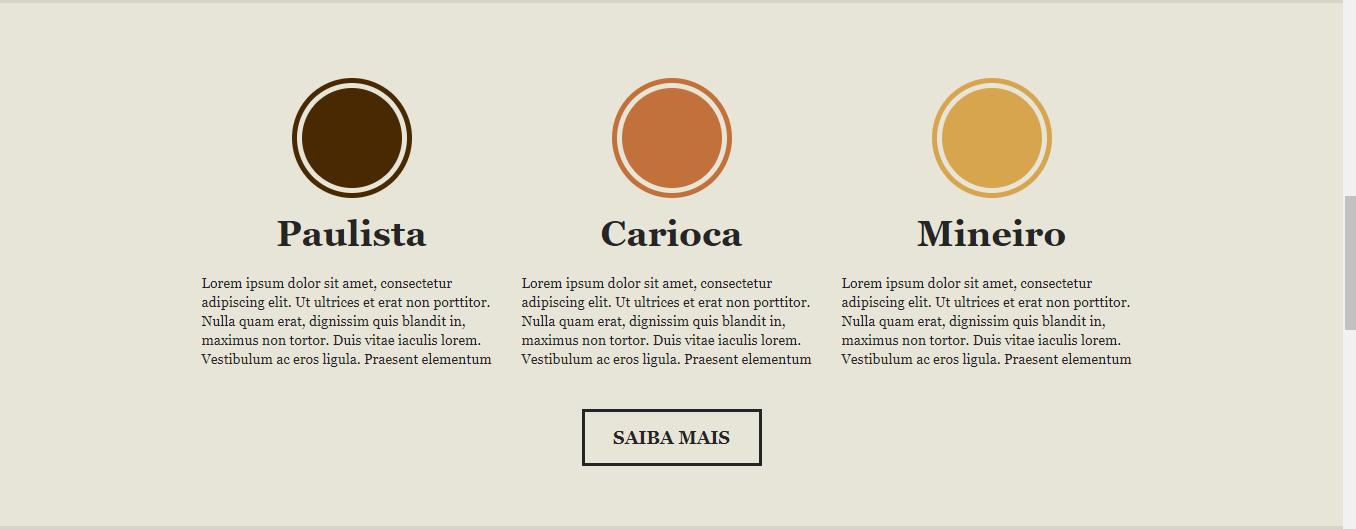 Paulista
Lorem ipsum dolor sit amet, consectetur
adipiscing elit. Ut ultrices et erat non porttitor.
Nulla quam erat, dignissim quis blandit in,
maximus non tortor. Duis vitae iaculis lorem.
Vestibulum ac eros ligula. Praesent elementum
Carioca
Lorem ipsum dolor sit amet, consectetur
adipiscing elit. Ut ultrices et erat non porttitor.
Nulla quam erat, dignissim quis blandit in,
maximus non tortor. Duis vitae iaculis lorem.
Vestibulum ac eros ligula. Praesent elementum
Mineiro
Lorem ipsum dolor sit amet, consectetur
adipiscing elit. Ut ultrices et erat non porttitor.
Nulla quam erat, dignissim quis blandit in,
maximus non tortor. Duis vitae iaculis lorem.
Vestibulum ac eros ligula. Praesent elementum
SAIBA MAIS